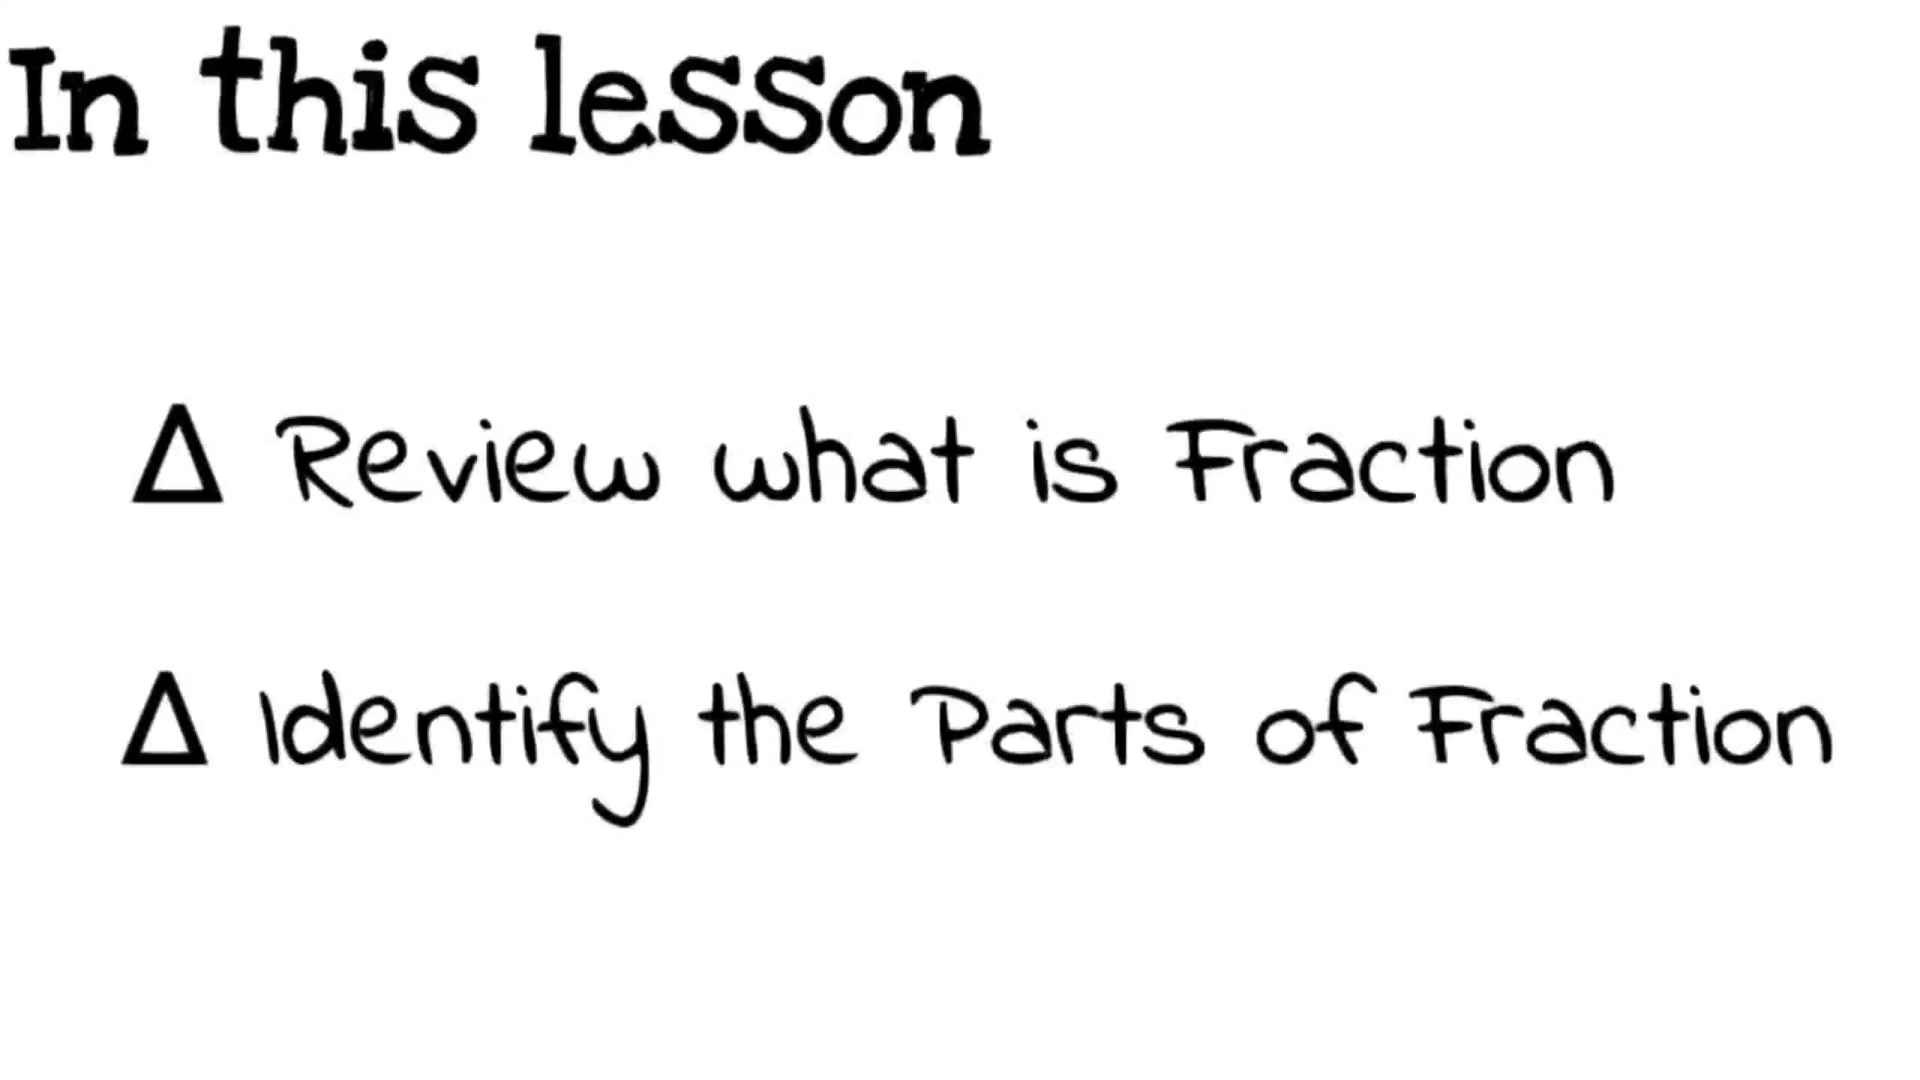 In this lesson
Δ Review what is Fraction
Δ Identify the Parts of Fraction